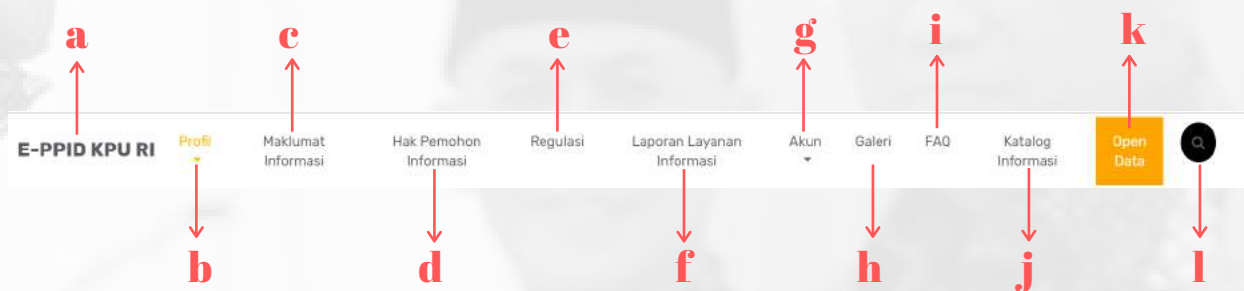 a c e g i k
E-PPID KPU RI
Profil
Maklumat
Informasi
Hak Pemohon
Informasi
Regulasi
Laporan Layanan
Informasi
Akun
Galeri
FAQ
Katalog
Informasi
Open
Data
b d f h j l